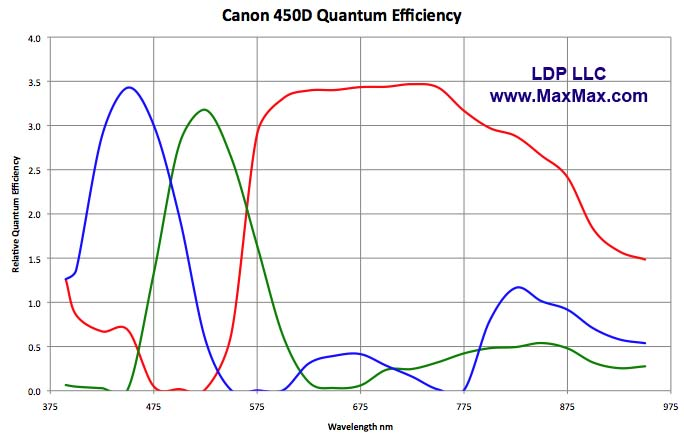 Canon 450D Quantum Efficiency
LDP LLC
www.MaxMax.com
Relative Quantum Efficiency
4.0
3.5
3.0
2.5
2.0
1.5
1.0
0.5
0.0
375 475 575 675 775 875 975
Wavelength nm